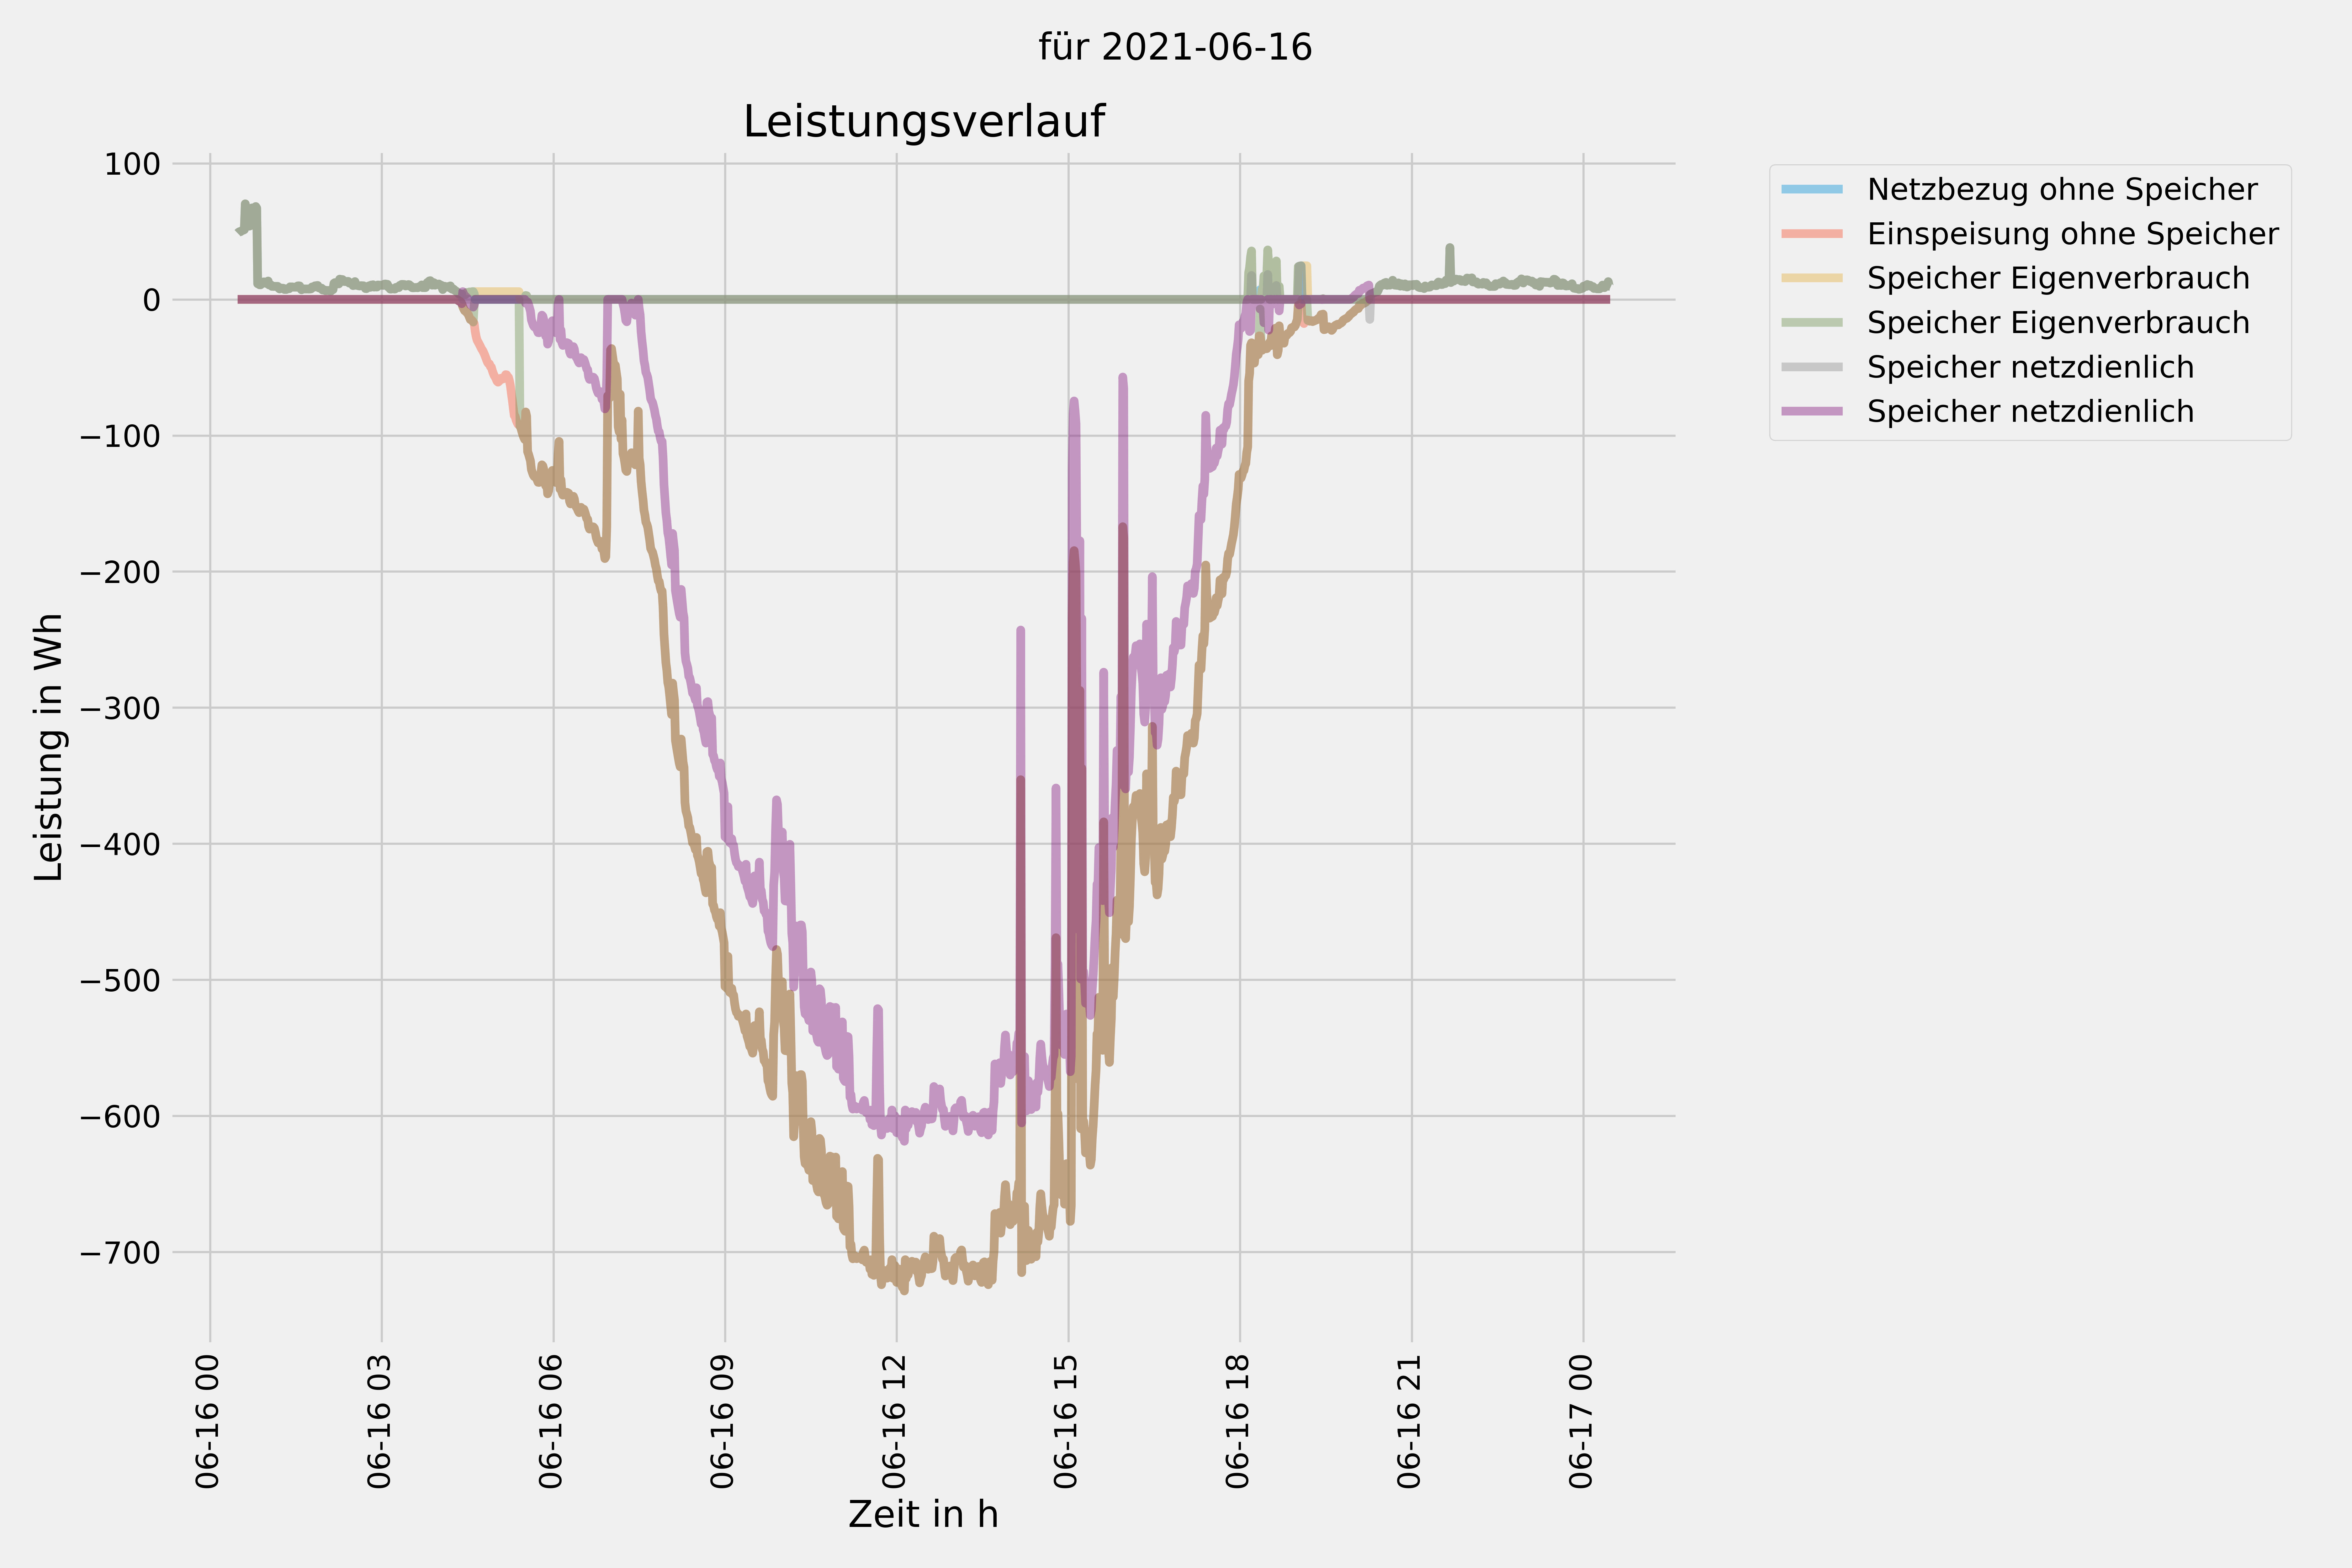 für 2021-06-16
Leistungsverlauf
Leistung in Wh
100
0
−100
−200
−300
−400
−500
−600
−700
06-16 00
06-16 03
06-16 06
06-16 09
06-16 12
06-16 15
06-16 18
06-16 21
06-17 00
Zeit in h
Netzbezug ohne Speicher
Einspeisung ohne Speicher
Speicher Eigenverbrauch
Speicher Eigenverbrauch
Speicher netzdienlich
Speicher netzdienlich